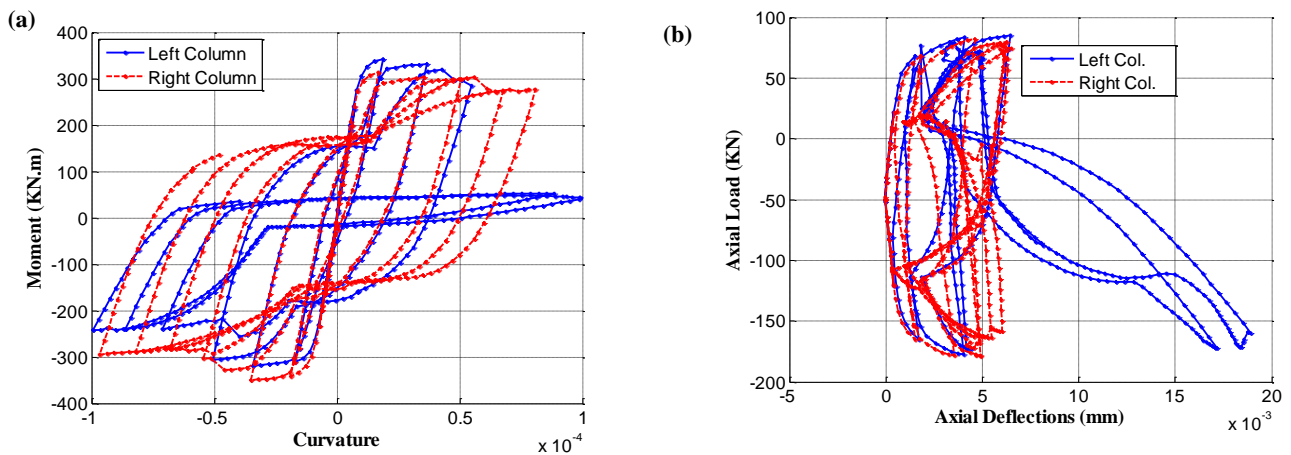 (a)
Moment (KN.m)
400
300
200
100
0
-100
-200
-300
-400
Left Column
Right Column
-1
-0.5
0
0.5
1
x 10^-4
Curvature
(b)
Axial Load (KN)
100
50
0
-50
-100
-150
-200
Left Col.
Right Col.
-5
0
5
10
15
20
x 10^-3
Axial Deflections (mm)